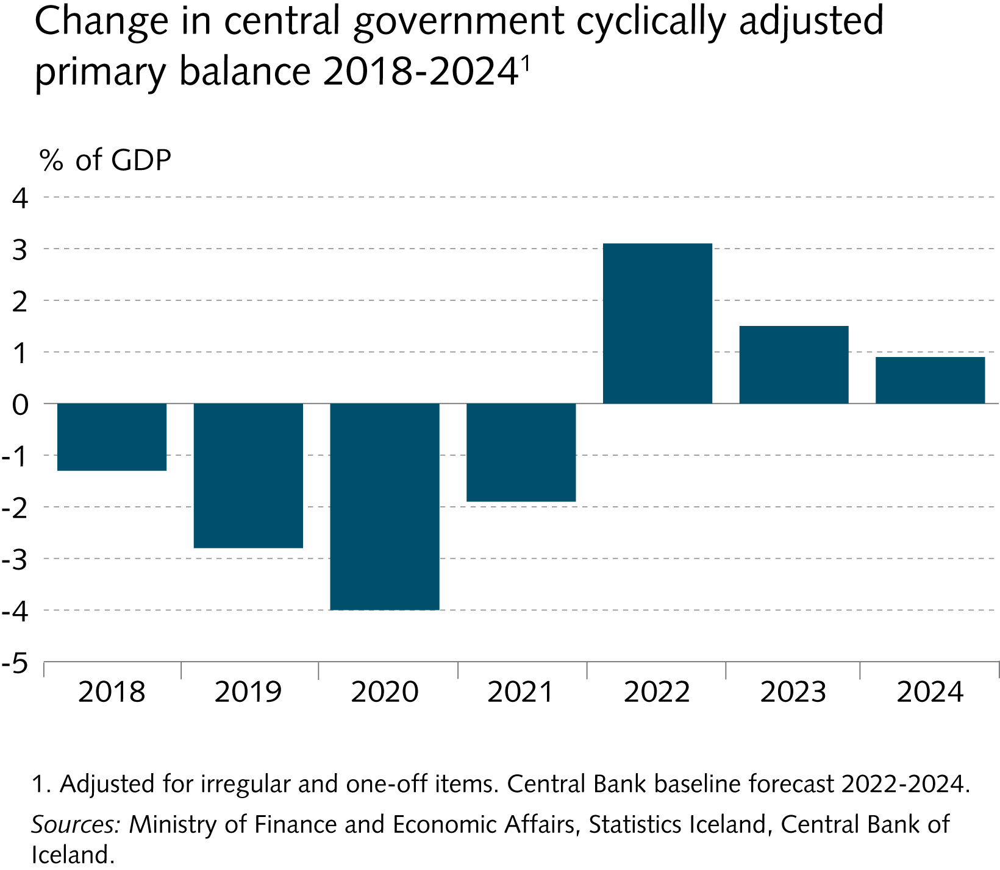 Change in central government cyclically adjusted
primary balance 2018-2024¹
% of GDP
4
3
2
1
0
-1
-2
-3
-4
-5
2018 2019 2020 2021 2022 2023 2024
1. Adjusted for irregular and one-off items. Central Bank baseline forecast 2022-2024.
Sources: Ministry of Finance and Economic Affairs, Statistics Iceland, Central Bank of
Iceland.